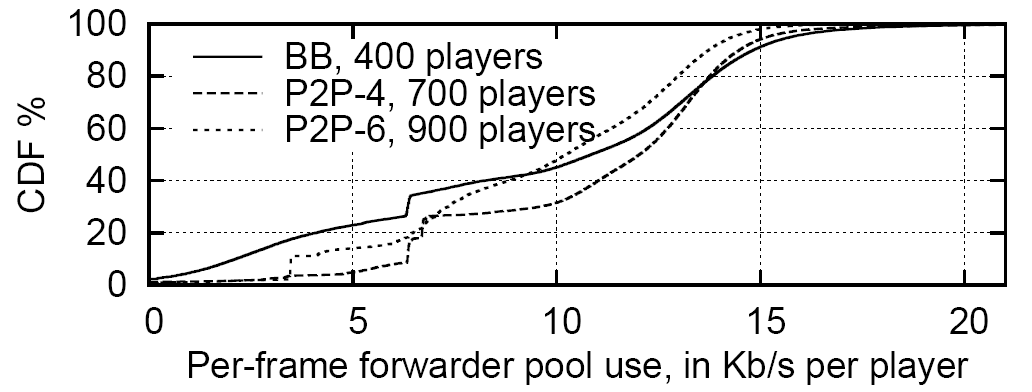 100
80
60
40
20
0
CDF %
BB, 400 players
P2P-4, 700 players
P2P-6, 900 players
0 5 10 15 20
Per-frame forwarder pool use, in Kb/s per player